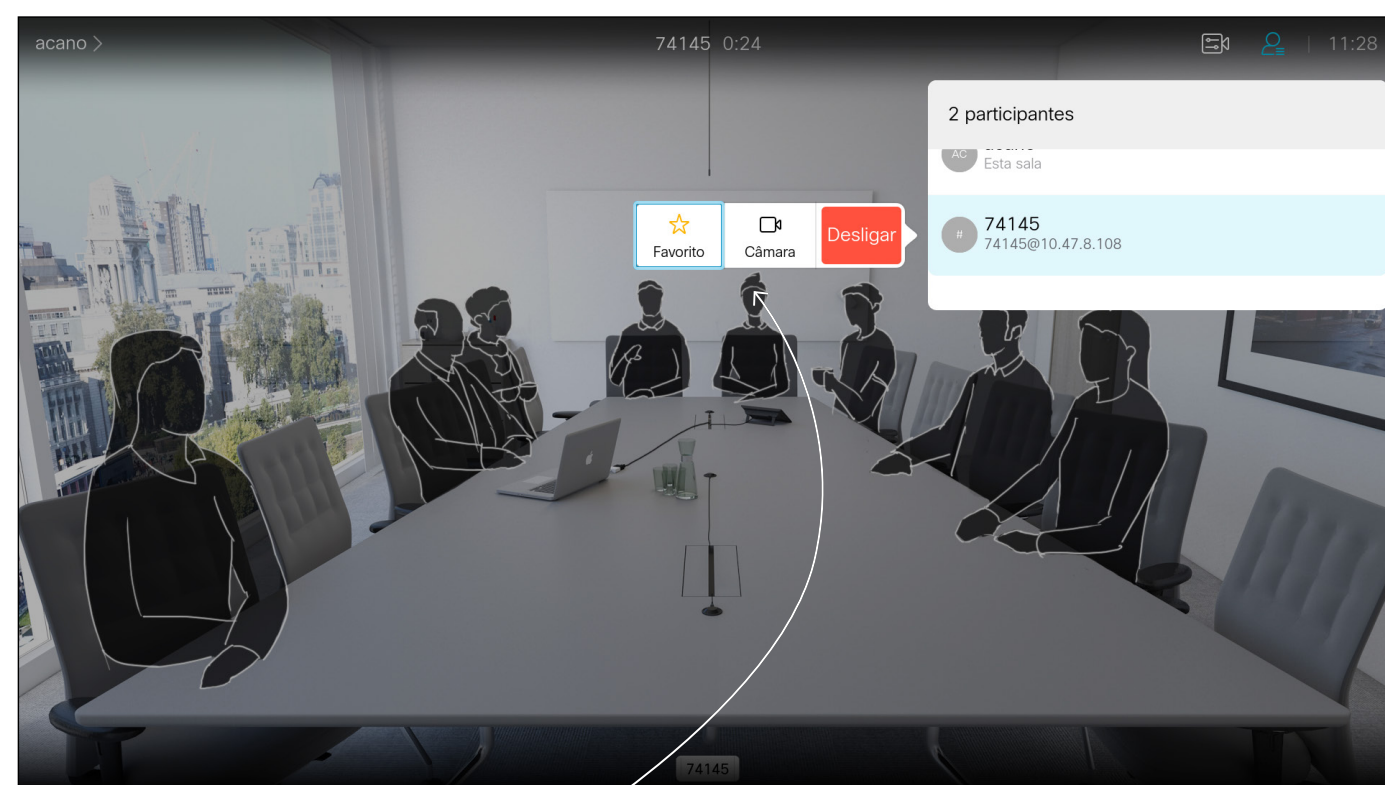 acano
74145 0:24
11:28
2 participantes
AC
Esta sala
Favorito
Câmara
Desligar
#
74145
74145@10.47.8.108
74145